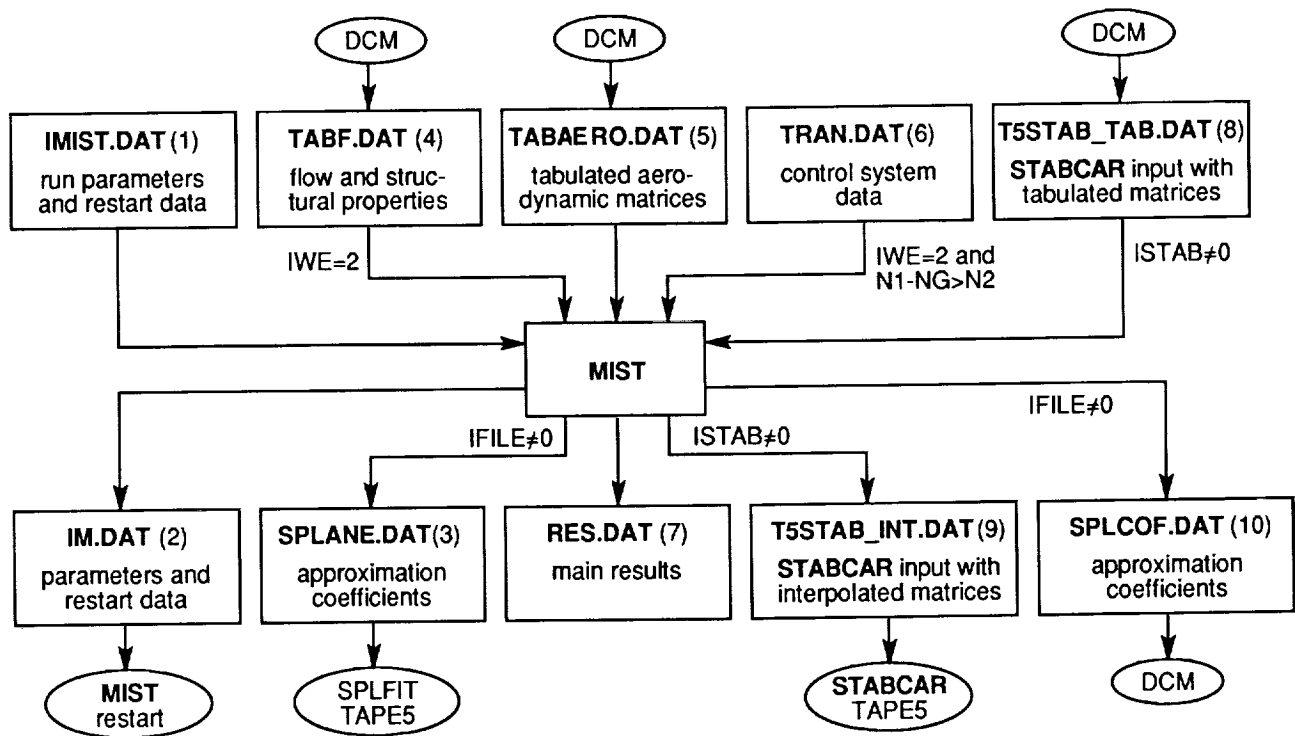 DCM
DCM
DCM
IMIST.DAT (1)
run parameters
and restart data
TABF.DAT (4)
flow and struc-
tural properties
TABAERO.DAT (5)
tabulated aero-
dynamic matrices
TRAN.DAT (6)
control system
data
T5STAB_TAB.DAT (8)
STABCAR input with
tabulated matrices
IWE=2
IWE=2 and
N1-NG>N2
ISTAB≠0
MIST
IFILE≠0
ISTAB≠0
IFILE≠0
IM.DAT (2)
parameters and
restart data
SPLANE.DAT(3)
approximation
coefficients
RES.DAT (7)
main results
T5STAB_INT.DAT (9)
STABCAR input with
interpolated matrices
SPLCOF.DAT (10)
approximation
coefficients
MIST
restart
SPLFIT
TAPE5
STABCAR
TAPE5
DCM